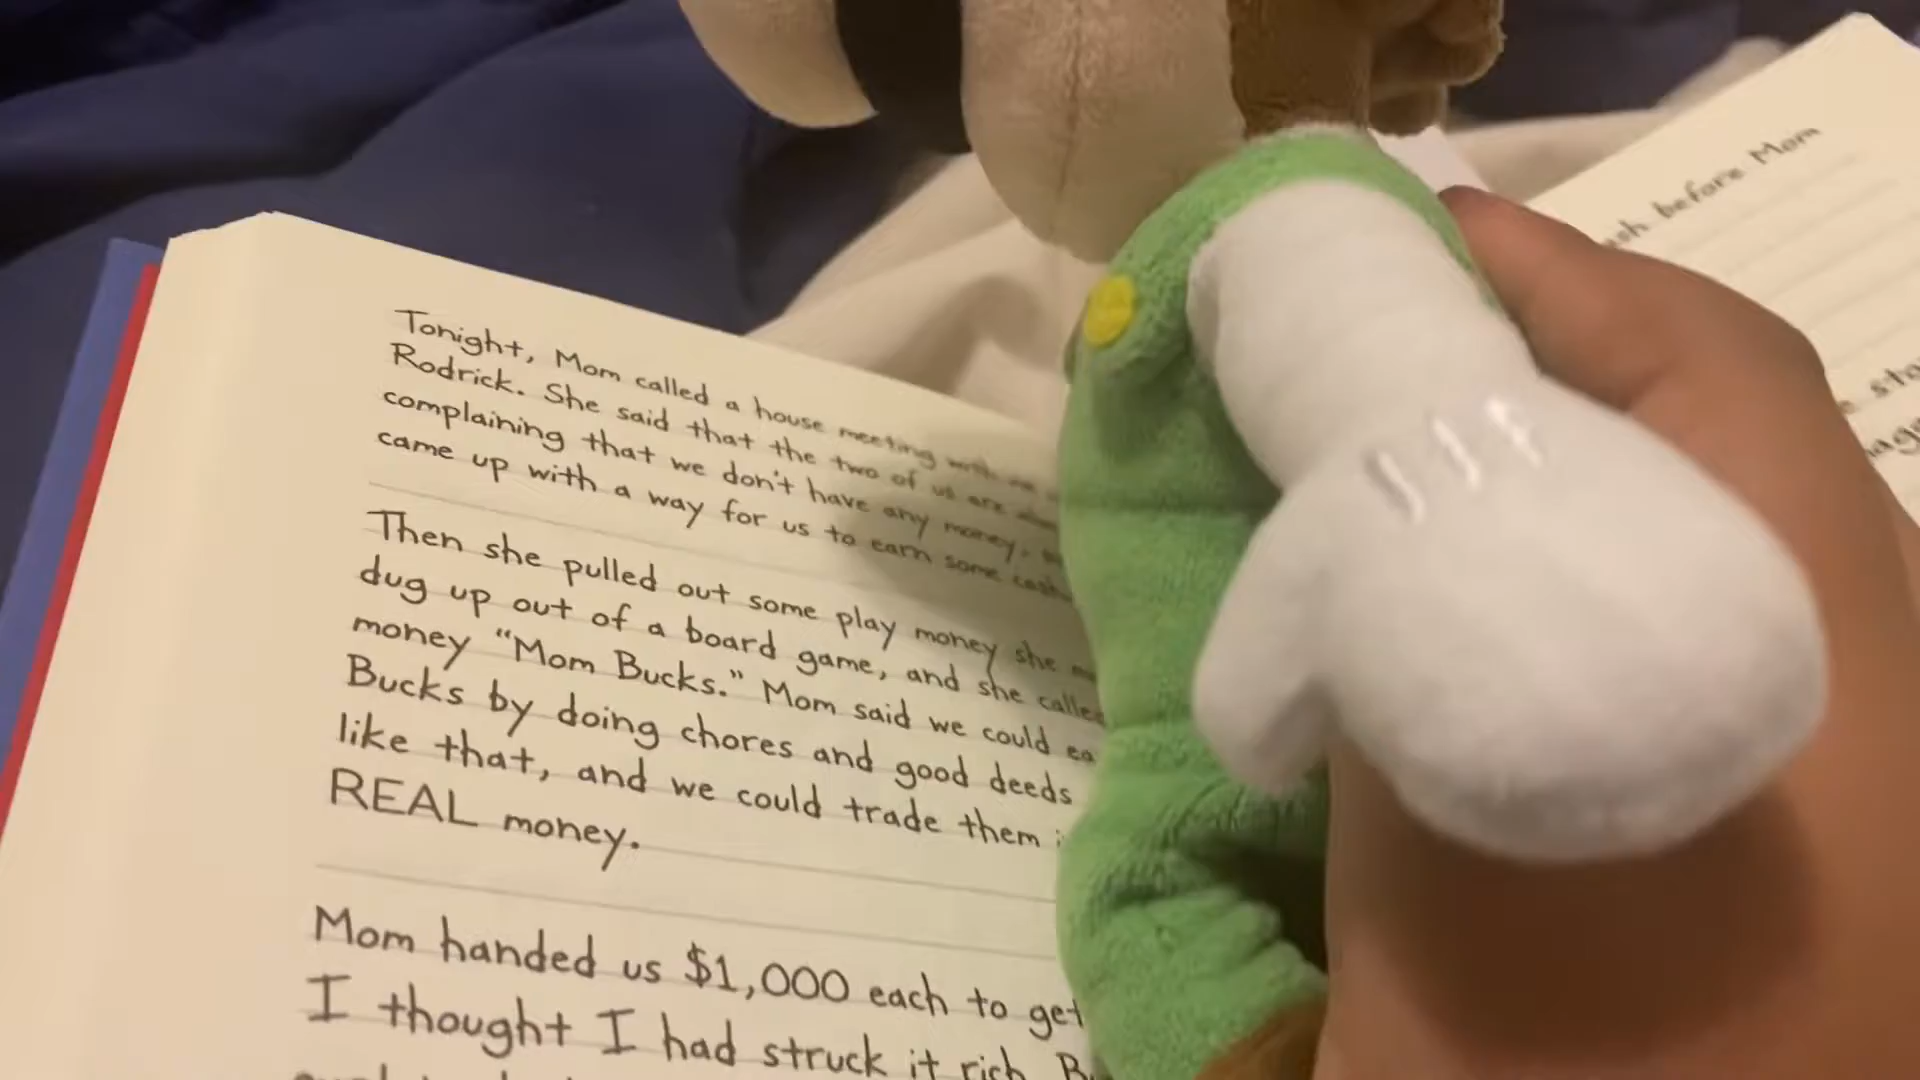 Tonight, Mom called a house meeting with me
Rodrick. She said that the two of us are
complaining that we don't have any money,
came up with a way for us to earn some cash
Then she pulled out some play money she
dug up out of a board game, and she called
money “Mom Bucks.” Mom said we could
Bucks by doing chores and good deeds
like that, and we could trade them
REAL money.
Mom handed us $1,000 each to get
I thought I had struck it rich.
before Mom